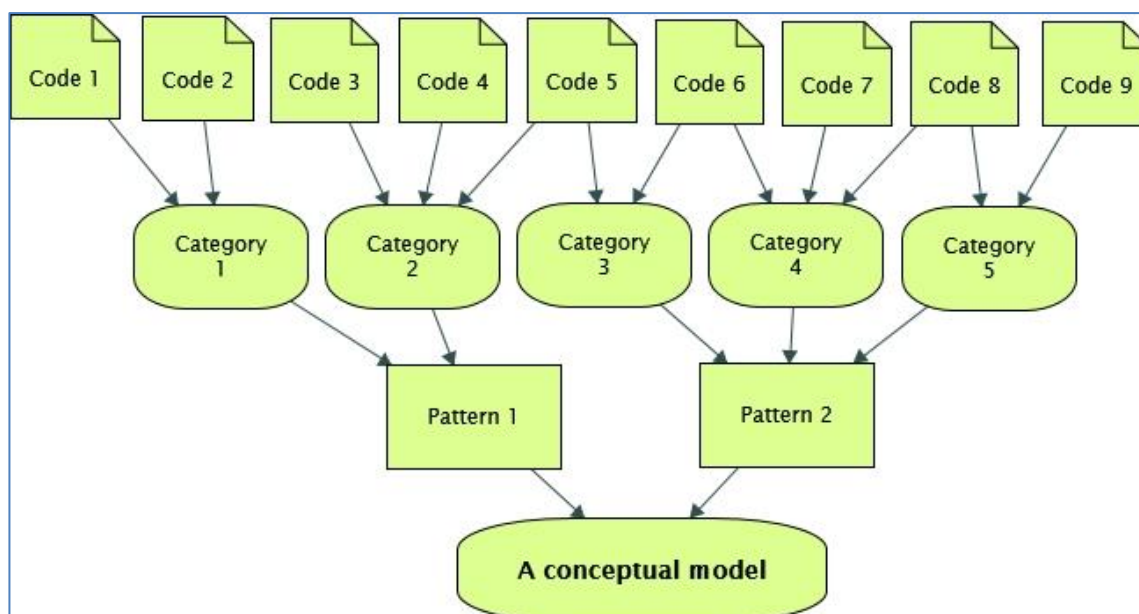 Code 1
Code 2
Code 3
Code 4
Code 5
Code 6
Code 7
Code 8
Code 9
Category
1
Category
2
Category
3
Category
4
Category
5
Pattern 1
Pattern 2
A conceptual model